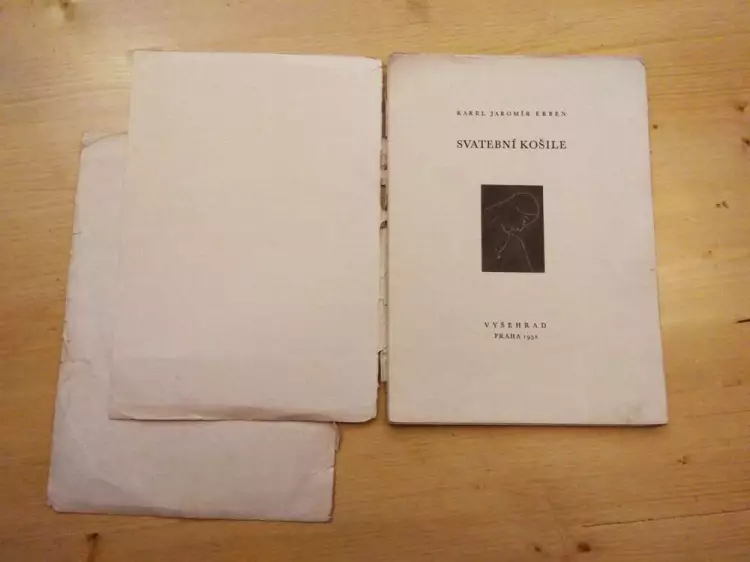 KAREL JAROMÍR ERBEN
SVATEBNÍ KOŠILE
VYŠEHRAD
PRAHA